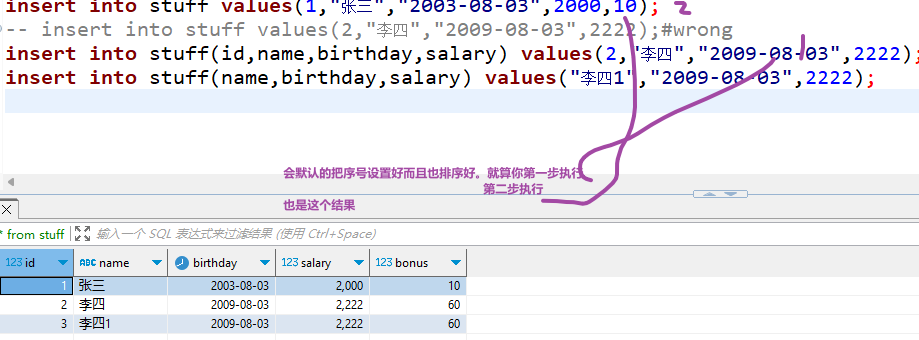 insert into stuff values(1,"张三","2003-08-03",2000,10); 2
-- insert into stuff values(2,"李四","2009-08-03",2222);#wrong
insert into stuff(id,name,birthday,salary) values(2,"李四","2009-08-03",2222);
insert into stuff(name,birthday,salary) values("李四1","2009-08-03",2222);
会默认的把序号设置好而且也排序好。就算你第一步执行
第二步执行
也是这个结果
* from stuff 输入一个 SQL 表达式来过滤结果 (使用 Ctrl+Space)
123 id ABC name birthday 123 salary 123 bonus
1 张三 2003-08-03 2,000 10
2 李四 2009-08-03 2,222 60
3 李四1 2009-08-03 2,222 60